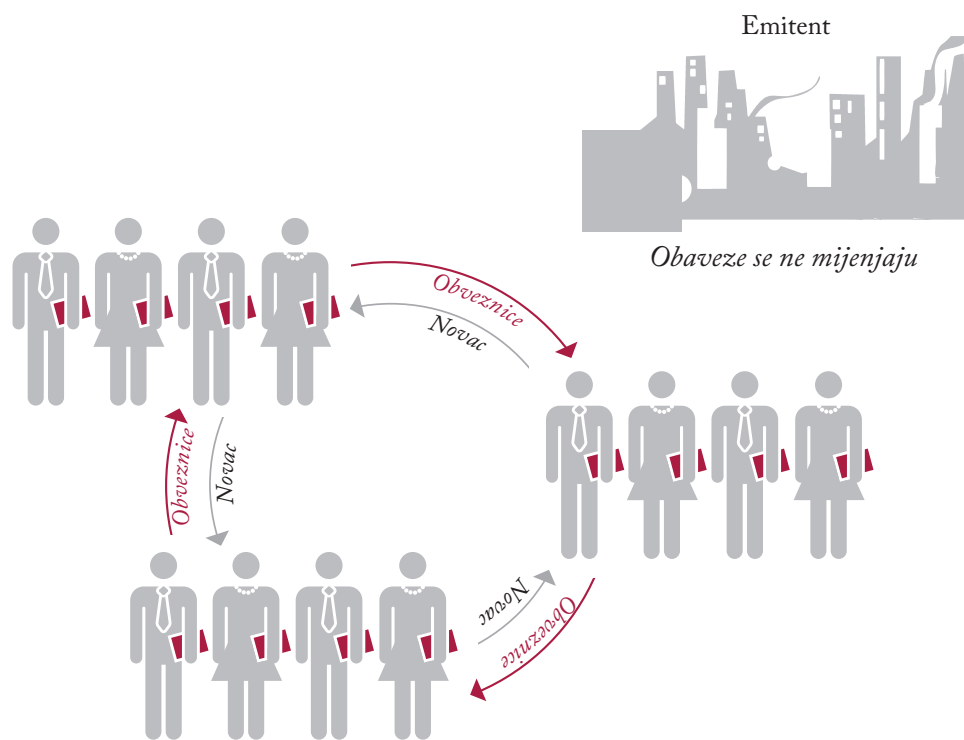 Emitent
Obaveze se ne mijenjaju
Obveznice
Novac
Obveznice
Novac
Novac
Obveznice